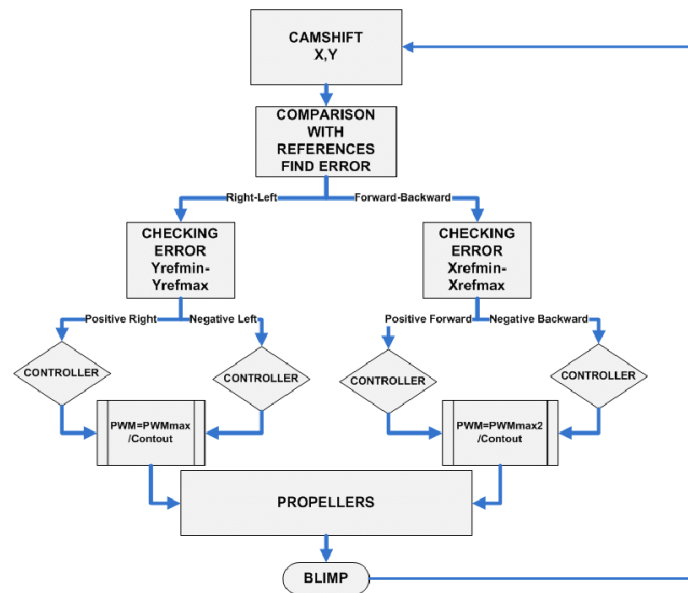 CAMSHIFT
X,Y
COMPARISON
WITH
REFERENCES
FIND ERROR
Right-Left
Forward-Backward
CHECKING
ERROR
Yrefmin-
Yrefmax
CHECKING
ERROR
Xrefmin-
Xrefmax
Positive Right
Negative Left
Positive Forward
Negative Backward
CONTROLLER
CONTROLLER
CONTROLLER
CONTROLLER
PWM=PWMmax
/Contout
PWM=PWMmax2
/Contout
PROPELLERS
BLIMP